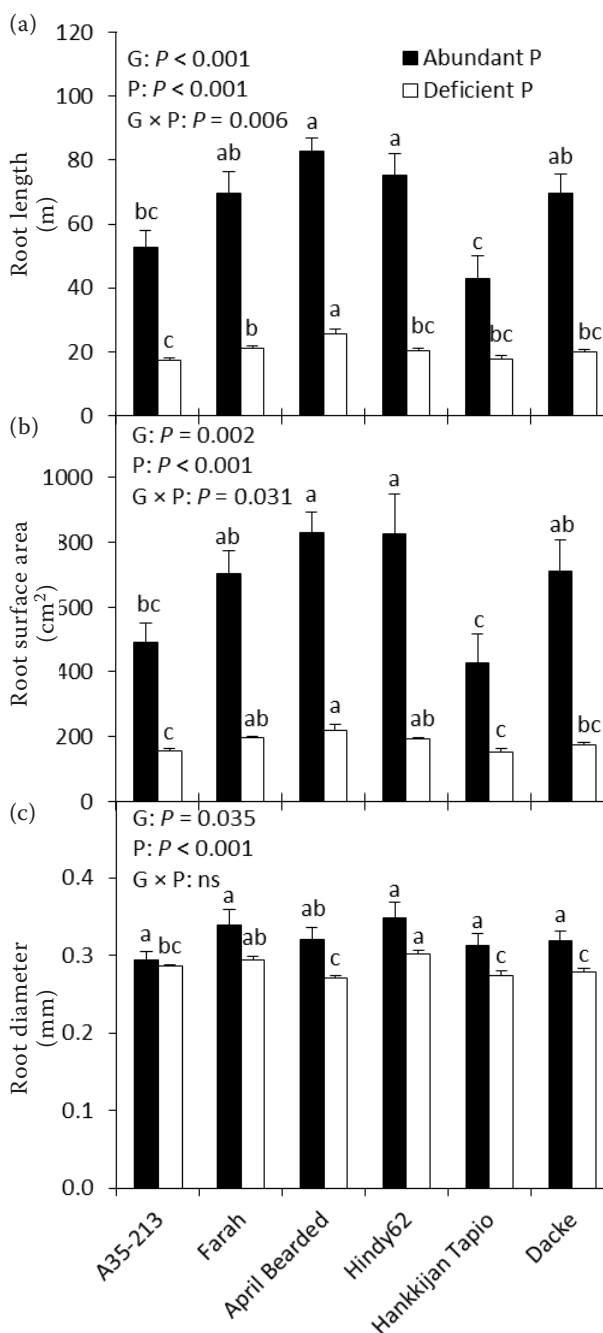 (a)
120
G: P < 0.001
P: P < 0.001
G × P: P = 0.006
Abundant P
Deficient P
100
80
60
40
20
0
Root length
(m)
bc ab a a c ab
c b a bc bc bc
(b)
G: P = 0.002
P: P < 0.001
G × P: P = 0.031
1000
800
600
400
200
0
Root surface area
(cm²)
bc ab a a c ab
c ab a ab c bc
(c)
G: P = 0.035
P: P < 0.001
G × P: ns
0.4
0.3
0.2
0.1
0.0
Root diameter
(mm)
a a ab a a a
bc ab c a c c
A35-213
Farah
April Bearded
Hindy62
Hankkijan Tapio
Dacke